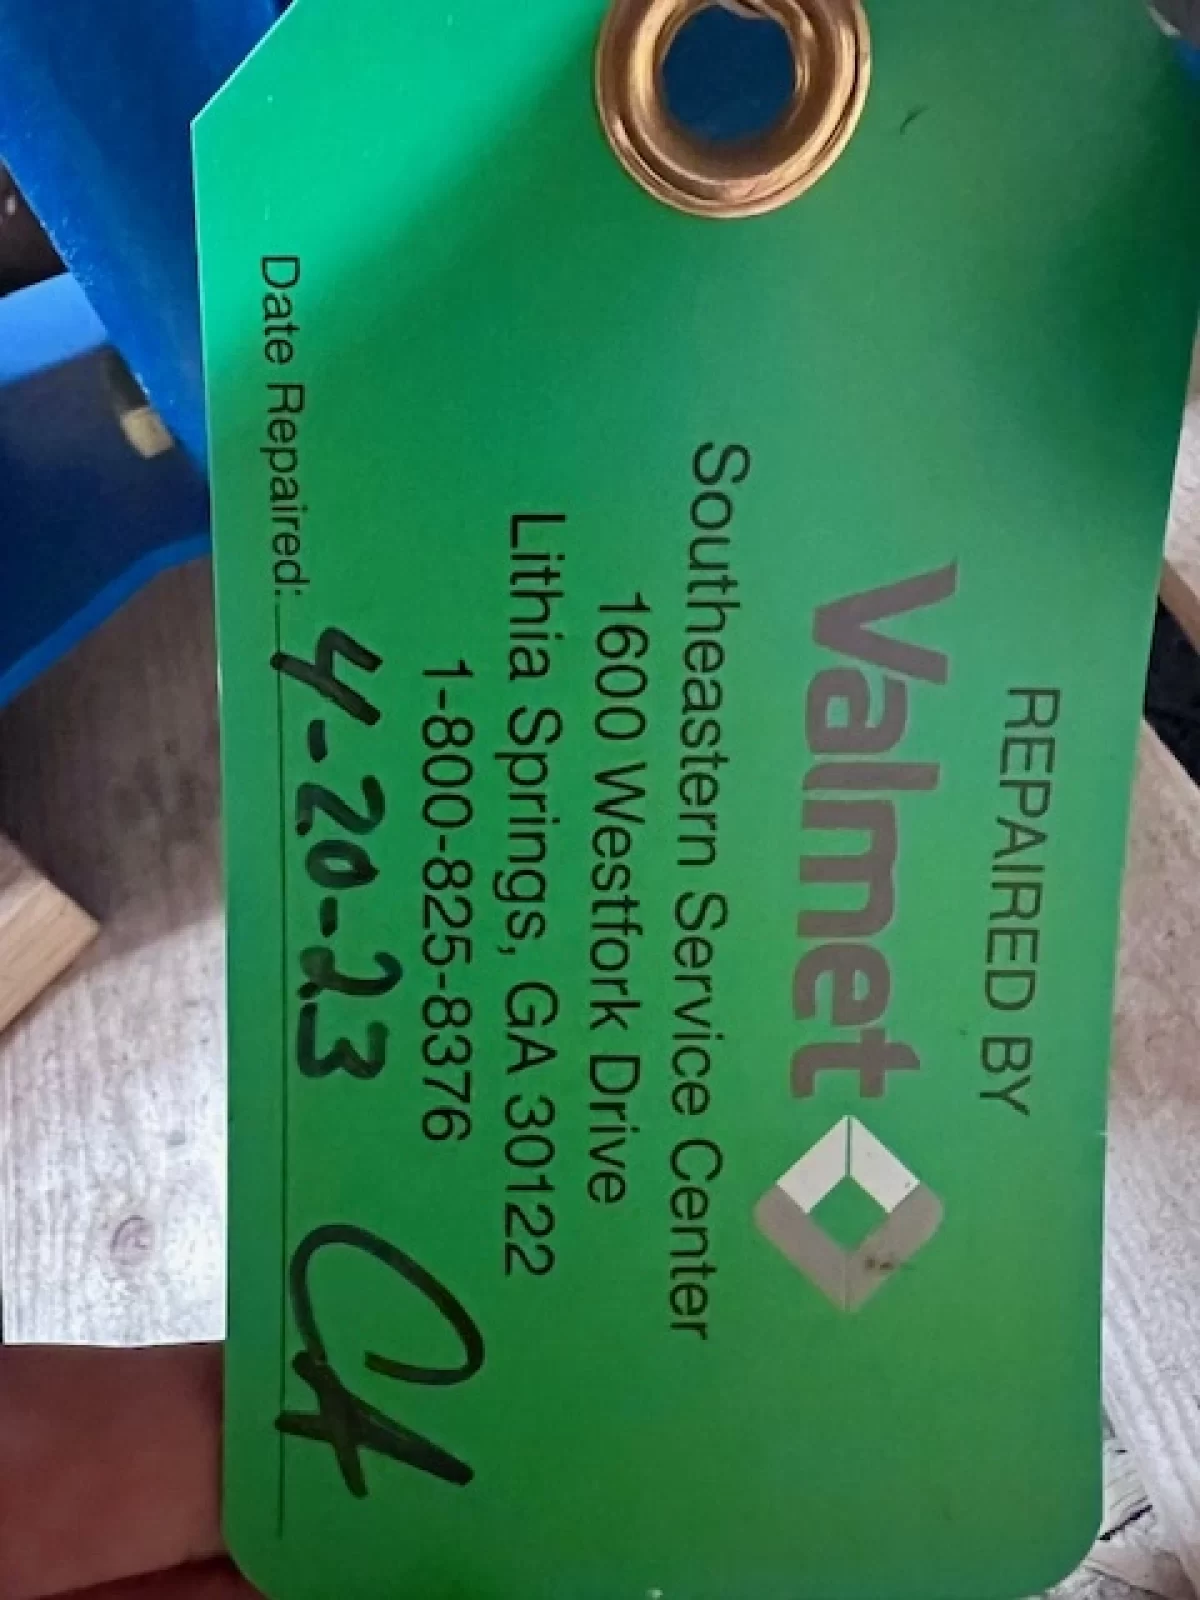 REPAIRED BY
Valmet
Southeastern Service Center
1600 Westfork Drive
Lithia Springs, GA 30122
1-800-825-8376
Date Repaired: 4-20-23